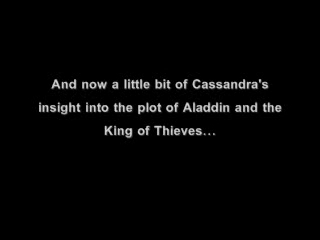 And now a little bit of Cassandra's
insight into the plot of Aladdin and the
King of Thieves…